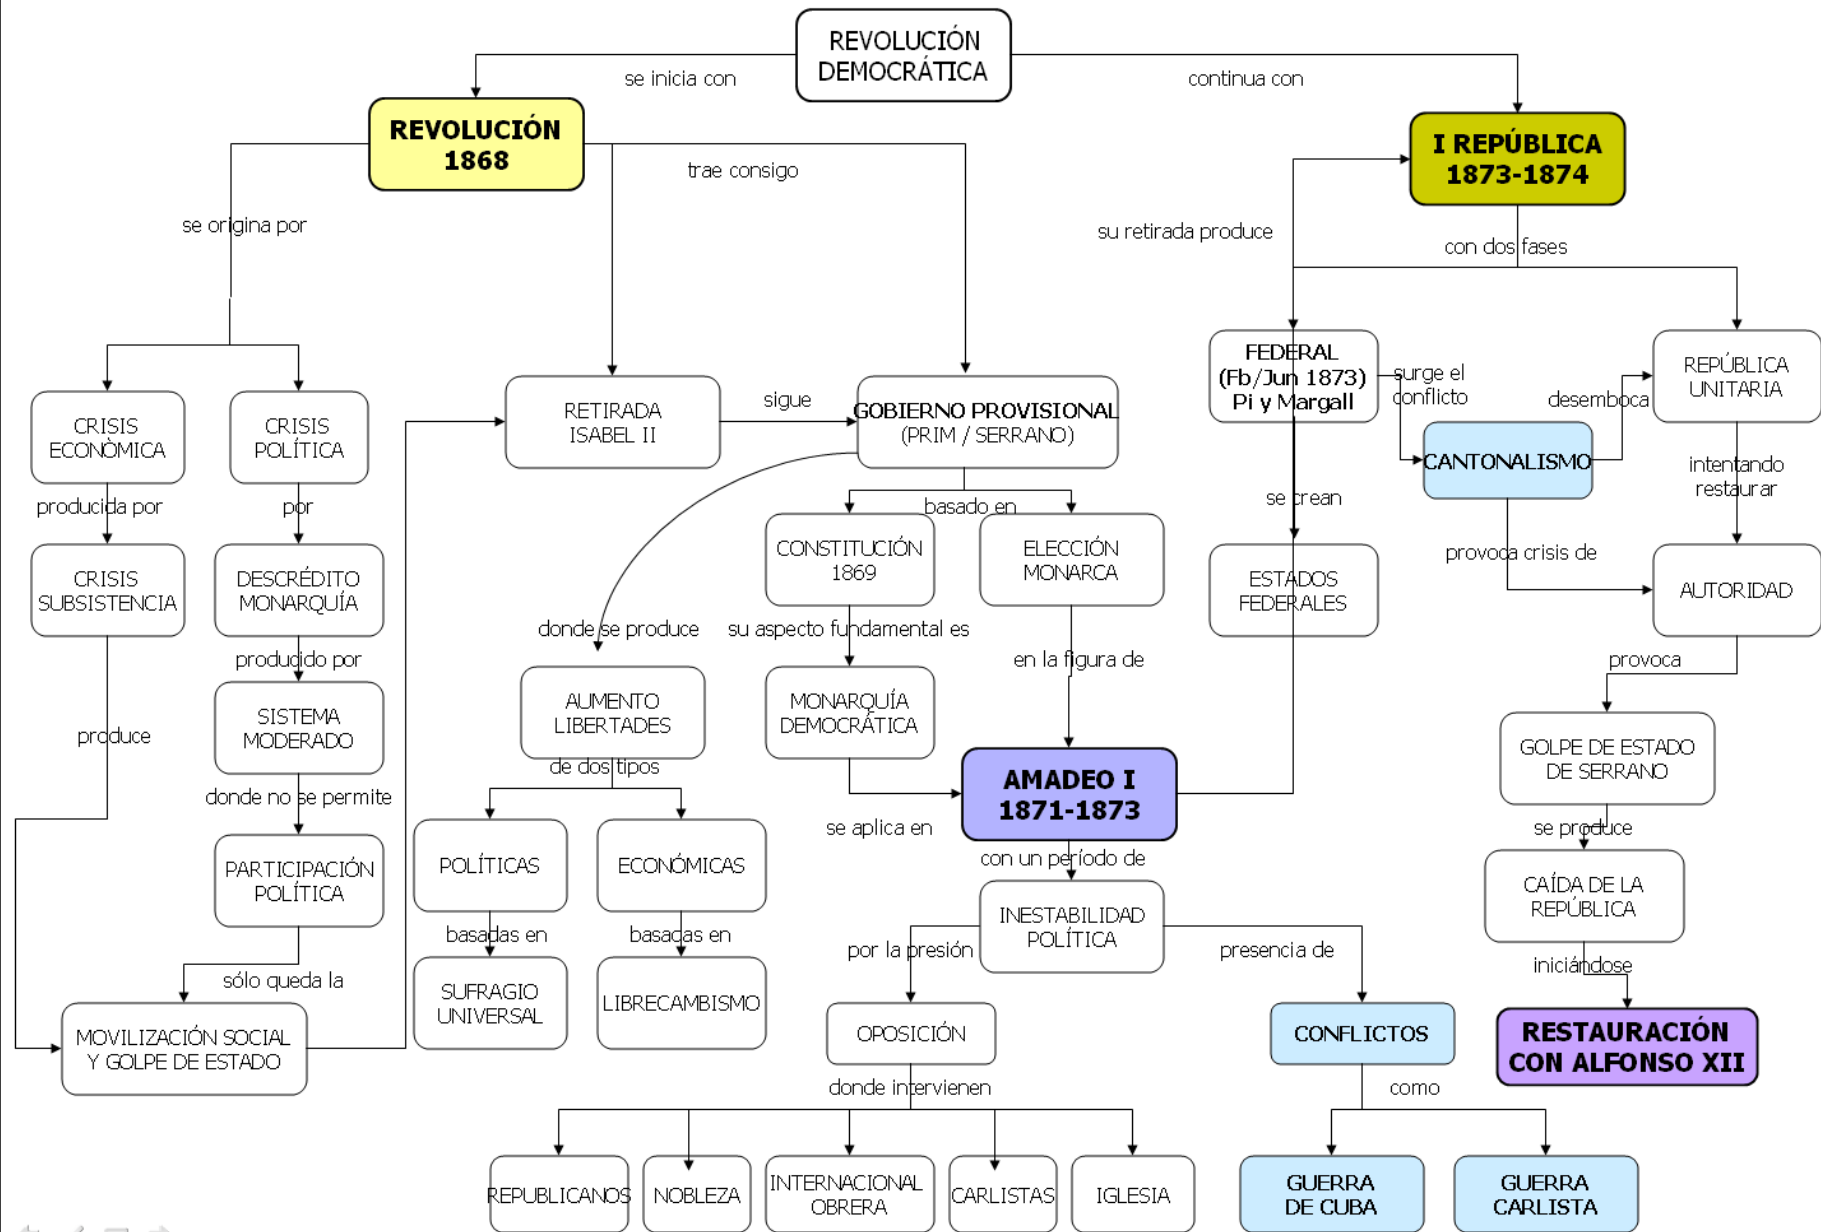 REVOLUCIÓN
DEMOCRÁTICA
se inicia con
continua con
REVOLUCIÓN
1868
I REPÚBLICA
1873-1874
trae consigo
se origina por
su retirada produce
con dos fases
FEDERAL
(Fb/Jun 1873)
Pi y Margall
surge el
conflicto
desemboca
REPÚBLICA
UNITARIA
CRISIS
ECONÒMICA
CRISIS
POLÍTICA
RETIRADA
ISABEL II
sigue
GOBIERNO PROVISIONAL
(PRIM / SERRANO)
CANTONALISMO
intentando
restaurar
producida por
por
basado en
se crean
CONSTITUCIÓN
1869
ELECCIÓN
MONARCA
provoca crisis de
CRISIS
SUBSISTENCIA
DESCRÉDITO
MONARQUÍA
ESTADOS
FEDERALES
AUTORIDAD
donde se produce
su aspecto fundamental es
en la figura de
provoca
producido por
AUMENTO
LIBERTADES
MONARQUÍA
DEMOCRÁTICA
SISTEMA
MODERADO
produce
GOLPE DE ESTADO
DE SERRANO
de dos tipos
AMADEO I
1871-1873
donde no se permite
se aplica en
se produce
con un período de
POLÍTICAS
ECONÓMICAS
PARTICIPACIÓN
POLÍTICA
CAÍDA DE LA
REPÚBLICA
INESTABILIDAD
POLÍTICA
basadas en
basadas en
por la presión
presencia de
iniciándose
sólo queda la
SUFRAGIO
UNIVERSAL
LIBRECAMBISMO
MOVILIZACIÓN SOCIAL
Y GOLPE DE ESTADO
OPOSICIÓN
CONFLICTOS
RESTAURACIÓN
CON ALFONSO XII
donde intervienen
como
REPUBLICANOS
NOBLEZA
INTERNACIONAL
OBRERA
CARLISTAS
IGLESIA
GUERRA
DE CUBA
GUERRA
CARLISTA